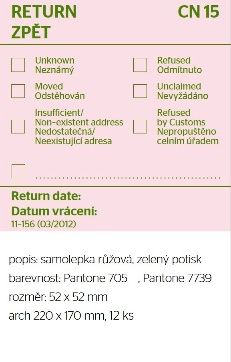 RETURN CN 15
ZPĚT
Unknown
Neznámý
Refused
Odmítnuto
Moved
Odstěhován
Unclaimed
Nevyžádáno
Insufficient/
Non-existent address
Nedostatečná/
Neexistující adresa
Refused
by Customs
Nepropuštěno
celním úřadem
Return date:
Datum vrácení:
11-156 (03/2012)
popis: samolepka růžová, zelený potisk
barevnost: Pantone 705 , Pantone 7739
rozměr: 52 x 52 mm
arch 220 x 170 mm, 12 ks